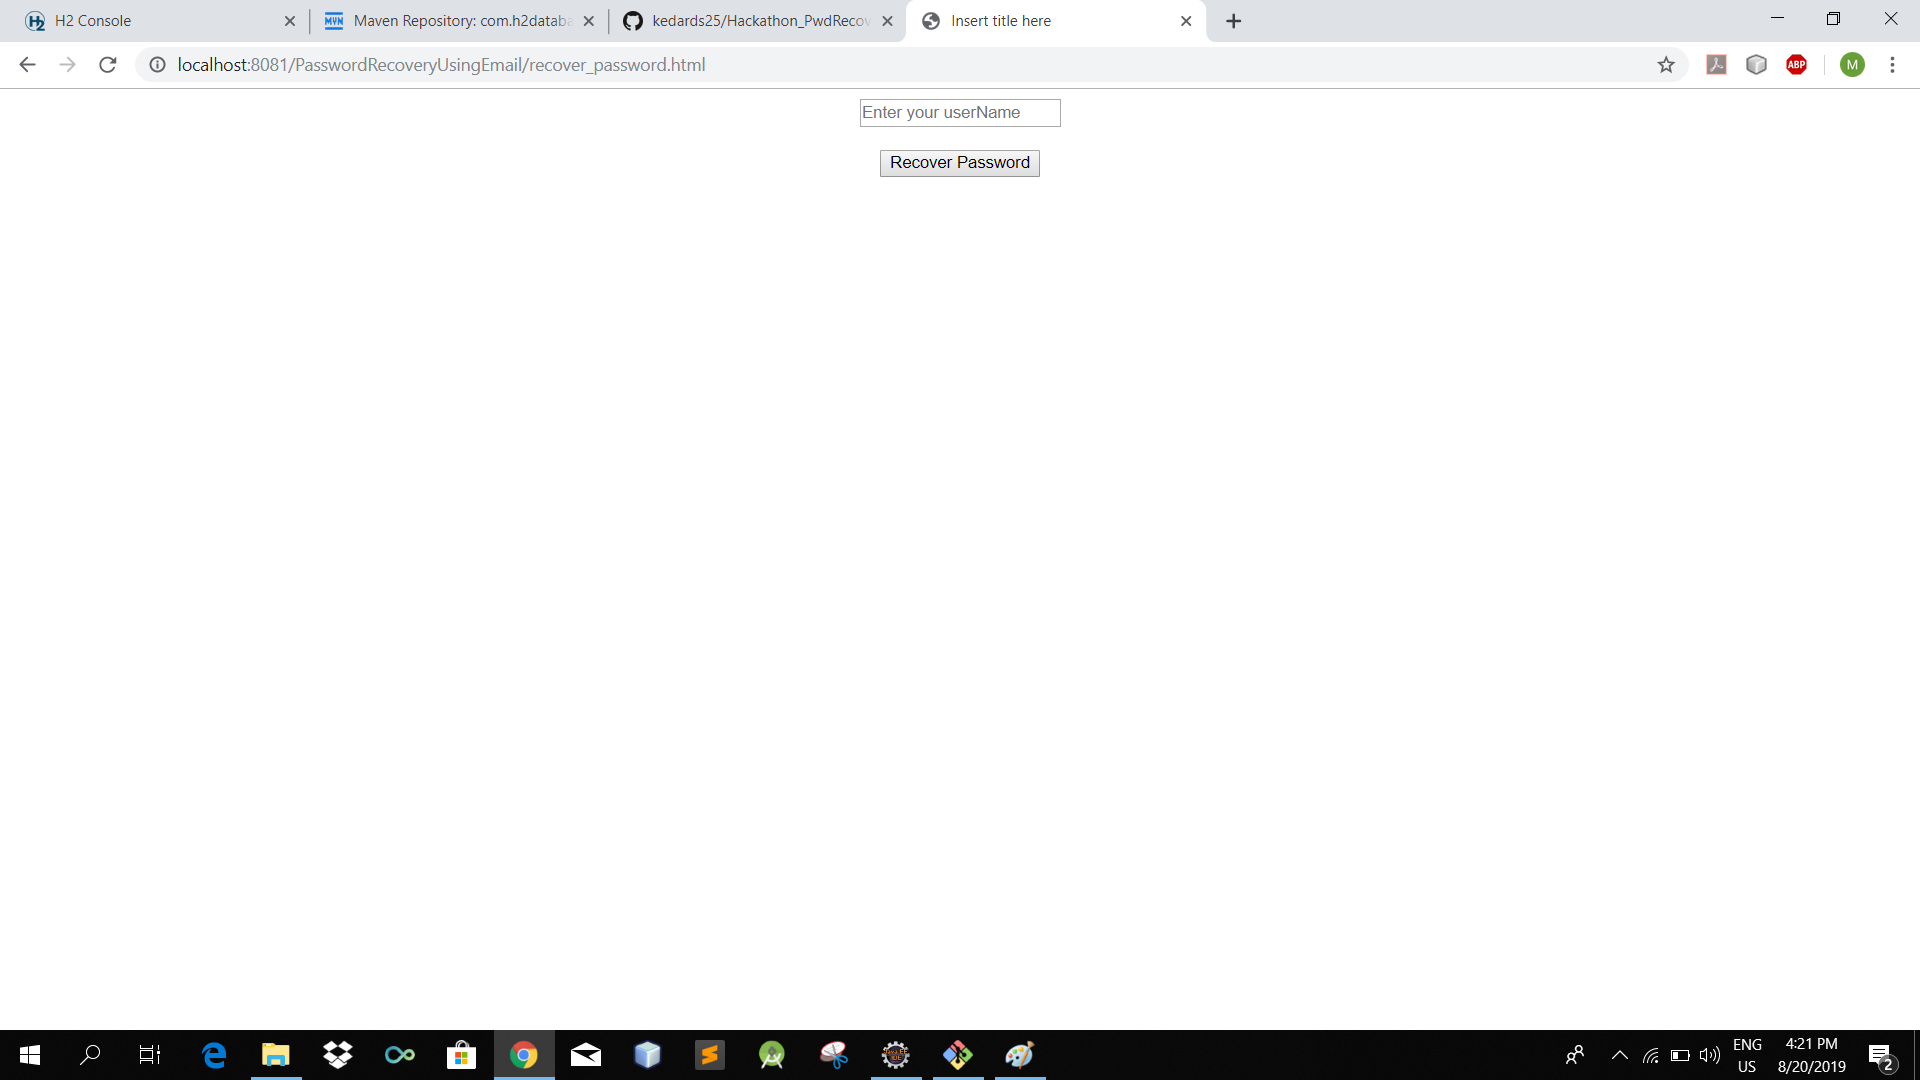 H2 Console
Maven Repository: com.h2databa
kedards25/Hackathon_PwdRecov
Insert title here
localhost:8081/PasswordRecoveryUsingEmail/recover_password.html
ABP
M
Enter your userName
Recover Password
ENG
US
4:21 PM
8/20/2019
2